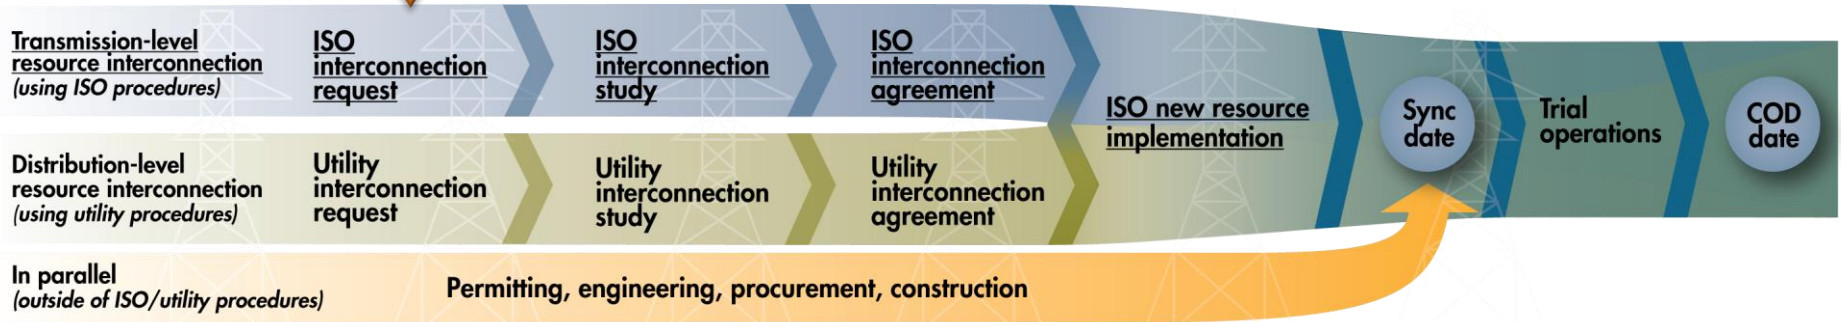 Transmission-level
resource interconnection
(using ISO procedures)
ISO
interconnection
request
ISO
interconnection
study
ISO
interconnection
agreement
ISO new resource
implementation
Sync
date
Trial
operations
COD
date
Distribution-level
resource interconnection
(using utility procedures)
Utility
interconnection
request
Utility
interconnection
study
Utility
interconnection
agreement
In parallel
(outside of ISO/utility procedures)
Permitting, engineering, procurement, construction